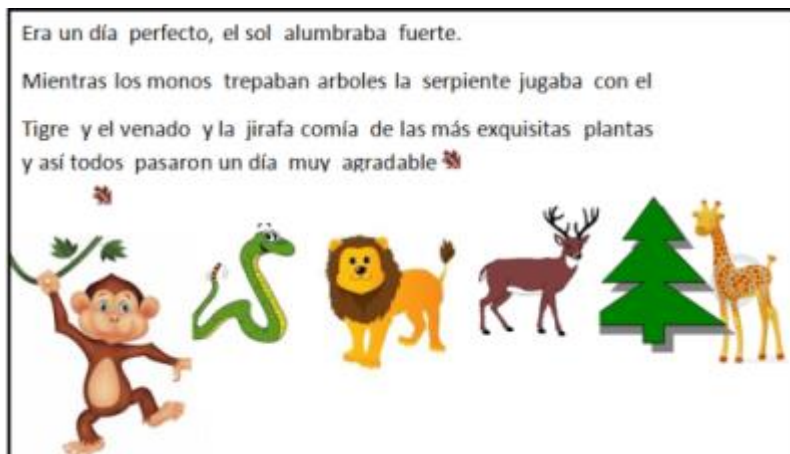 Era un día perfecto, el sol alumbraba fuerte.
Mientras los monos trepaban arboles la serpiente jugaba con el
Tigre y el venado y la jirafa comía de las más exquisitas plantas
y así todos pasaron un día muy agradable